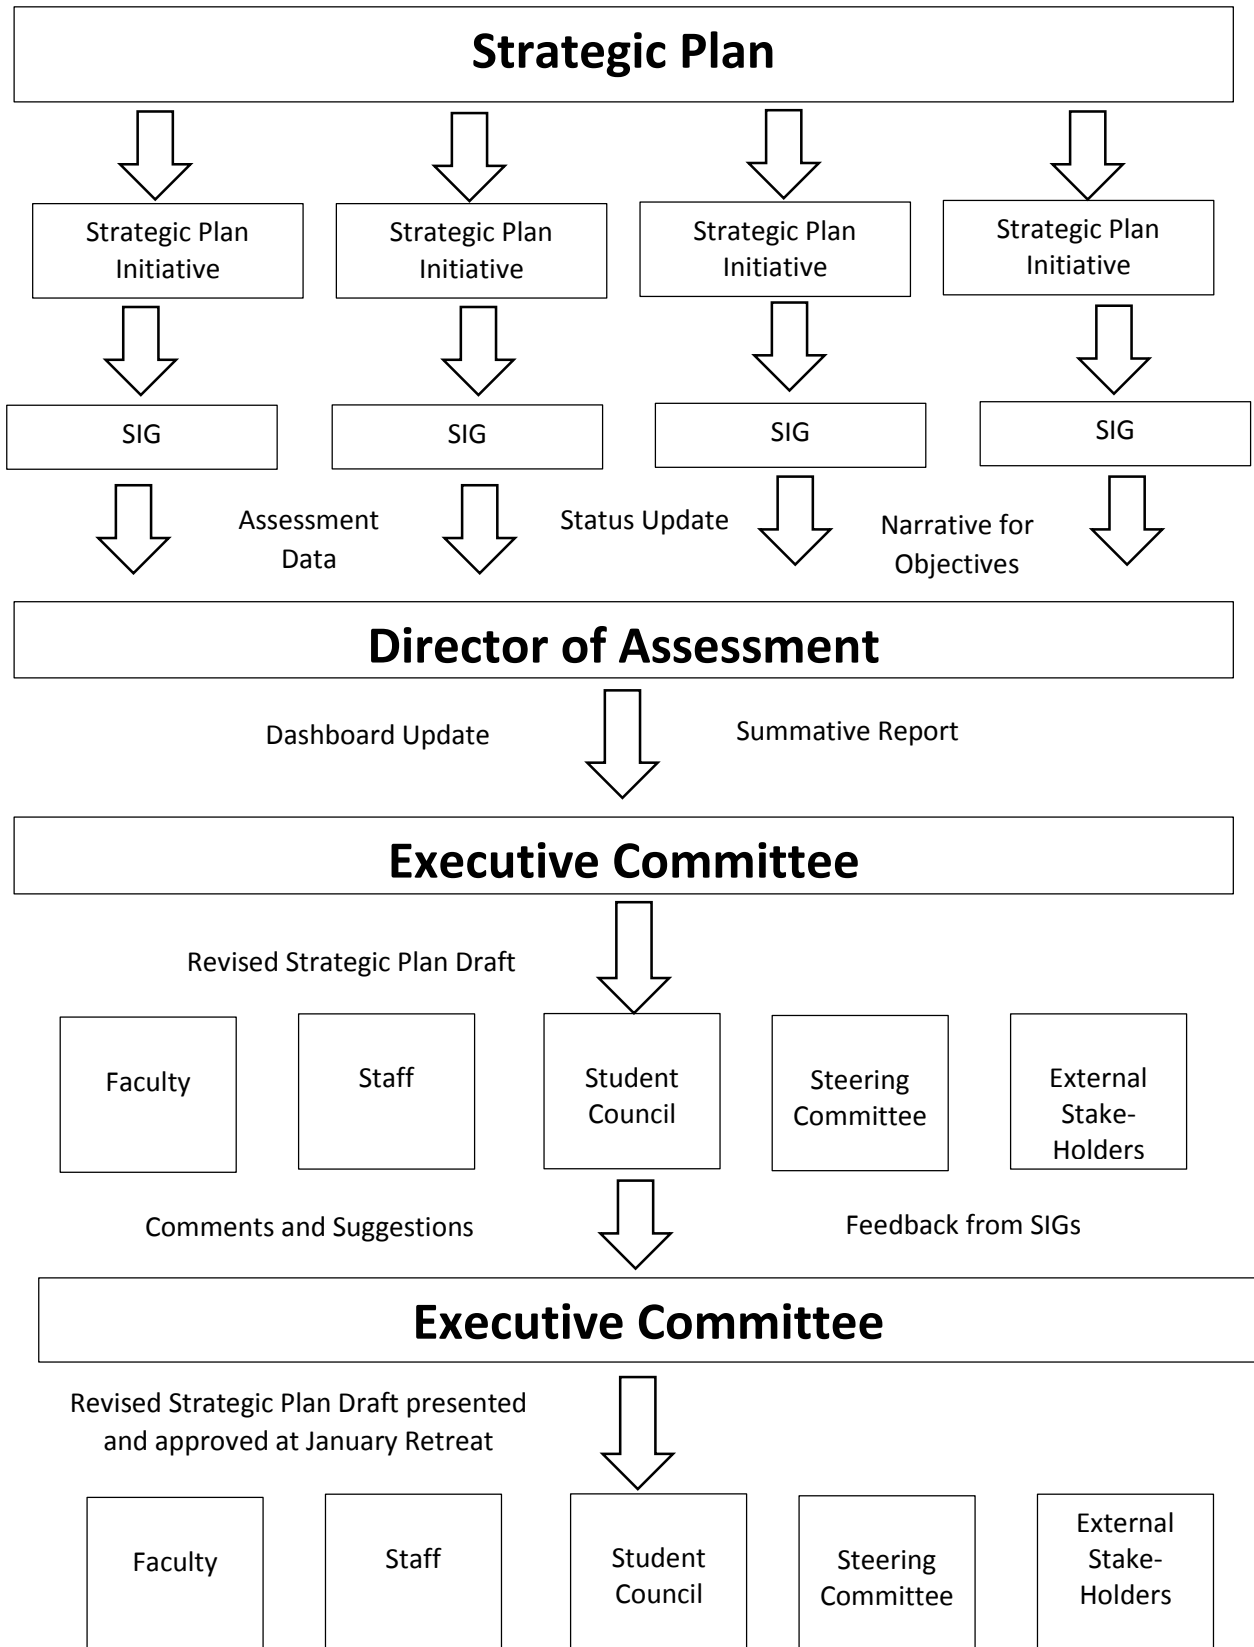 Strategic Plan
Strategic Plan
Initiative
Strategic Plan
Initiative
Strategic Plan
Initiative
Strategic Plan
Initiative
SIG
SIG
SIG
SIG
Assessment
Data
Status Update
Narrative for
Objectives
Director of Assessment
Dashboard Update
Summative Report
Executive Committee
Revised Strategic Plan Draft
Faculty
Staff
Student
Council
Steering
Committee
External
Stake-
Holders
Comments and Suggestions
Feedback from SIGs
Executive Committee
Revised Strategic Plan Draft presented
and approved at January Retreat
Faculty
Staff
Student
Council
Steering
Committee
External
Stake-
Holders